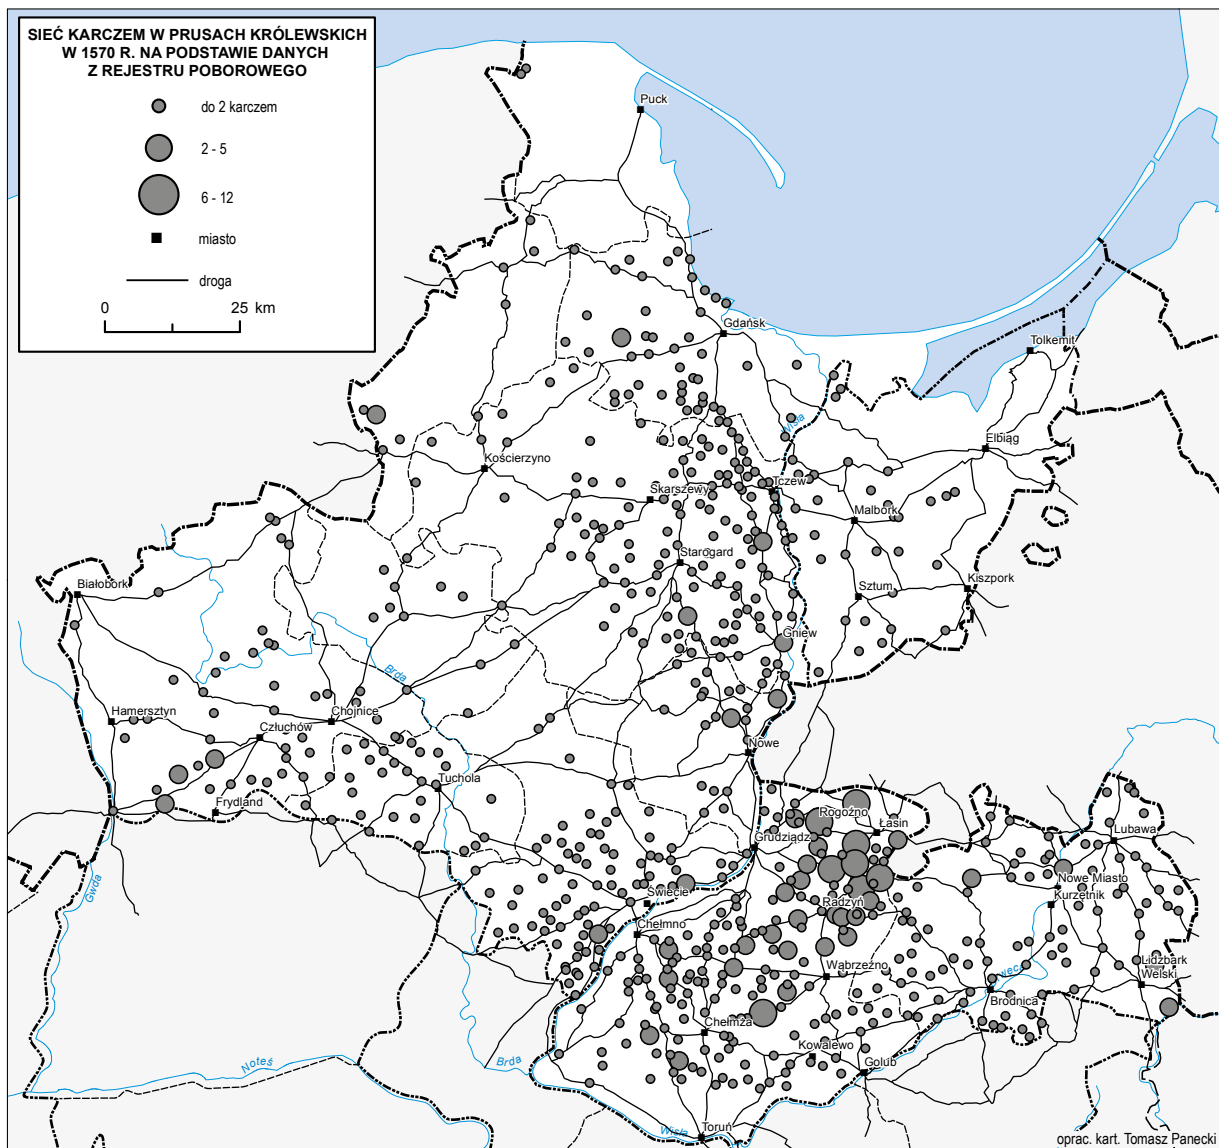 SIEĆ KARCZEM W PRUSACH KRÓLEWSKICH
W 1570 R. NA PODSTAWIE DANYCH
Z REJESTRU POBOROWEGO
do 2 karczem
2 - 5
6 - 12
miasto
droga
0 25 km
Puck
Gdańsk
Tolkemit
Wisła
Elbiąg
Kościerzyno
Skarszewy
Tczew
Malbork
Starogard
Białobork
Sztum
Kiszpork
Gniew
Brda
Hamersztyn
Chojnice
Człuchów
Nowe
Tuchola
Frydland
Rogoźno
Łasin
Grudziądz
Lubawa
Gwda
Nowe Miasto
Świecie
Kurzętnik
Radzyń
Chełmno
Lidzbark
Welski
Wąbrzeźno
węca
Brodnica
Chełmża
Kowalewo
Golub
Noteś
Brda
Wisła
Toruń
oprac. kart. Tomasz Panecki